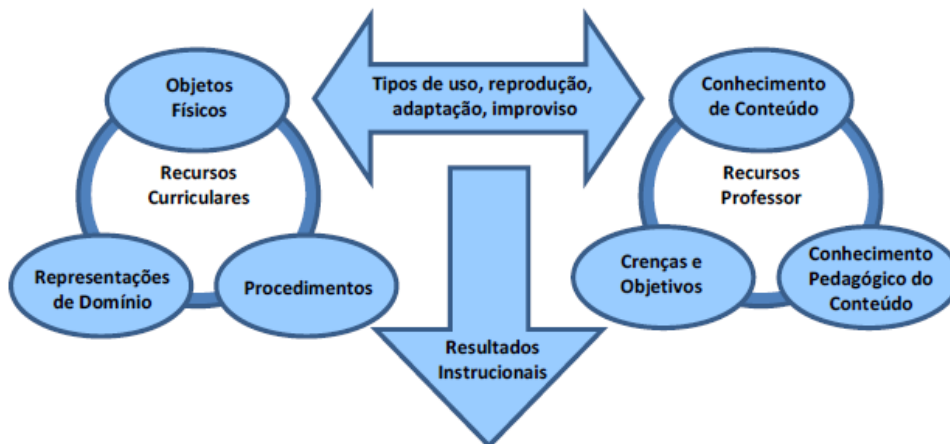 Objetos
Físicos
Tipos de uso, reprodução,
adaptação, improviso
Conhecimento
de Conteúdo
Recursos
Curriculares
Recursos
Professor
Representações
de Domínio
Procedimentos
Crenças e
Objetivos
Conhecimento
Pedagógico do
Conteúdo
Resultados
Instrucionais